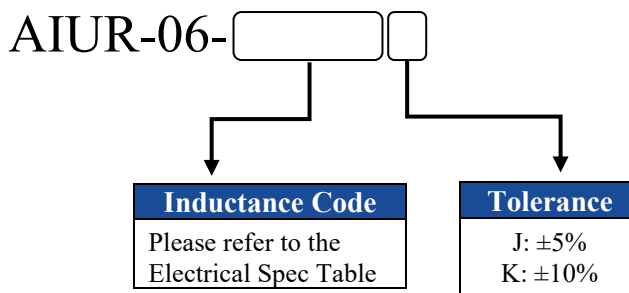 AIUR-06-
Inductance Code
Please refer to the
Electrical Spec Table
Tolerance
J: ±5%
K: ±10%